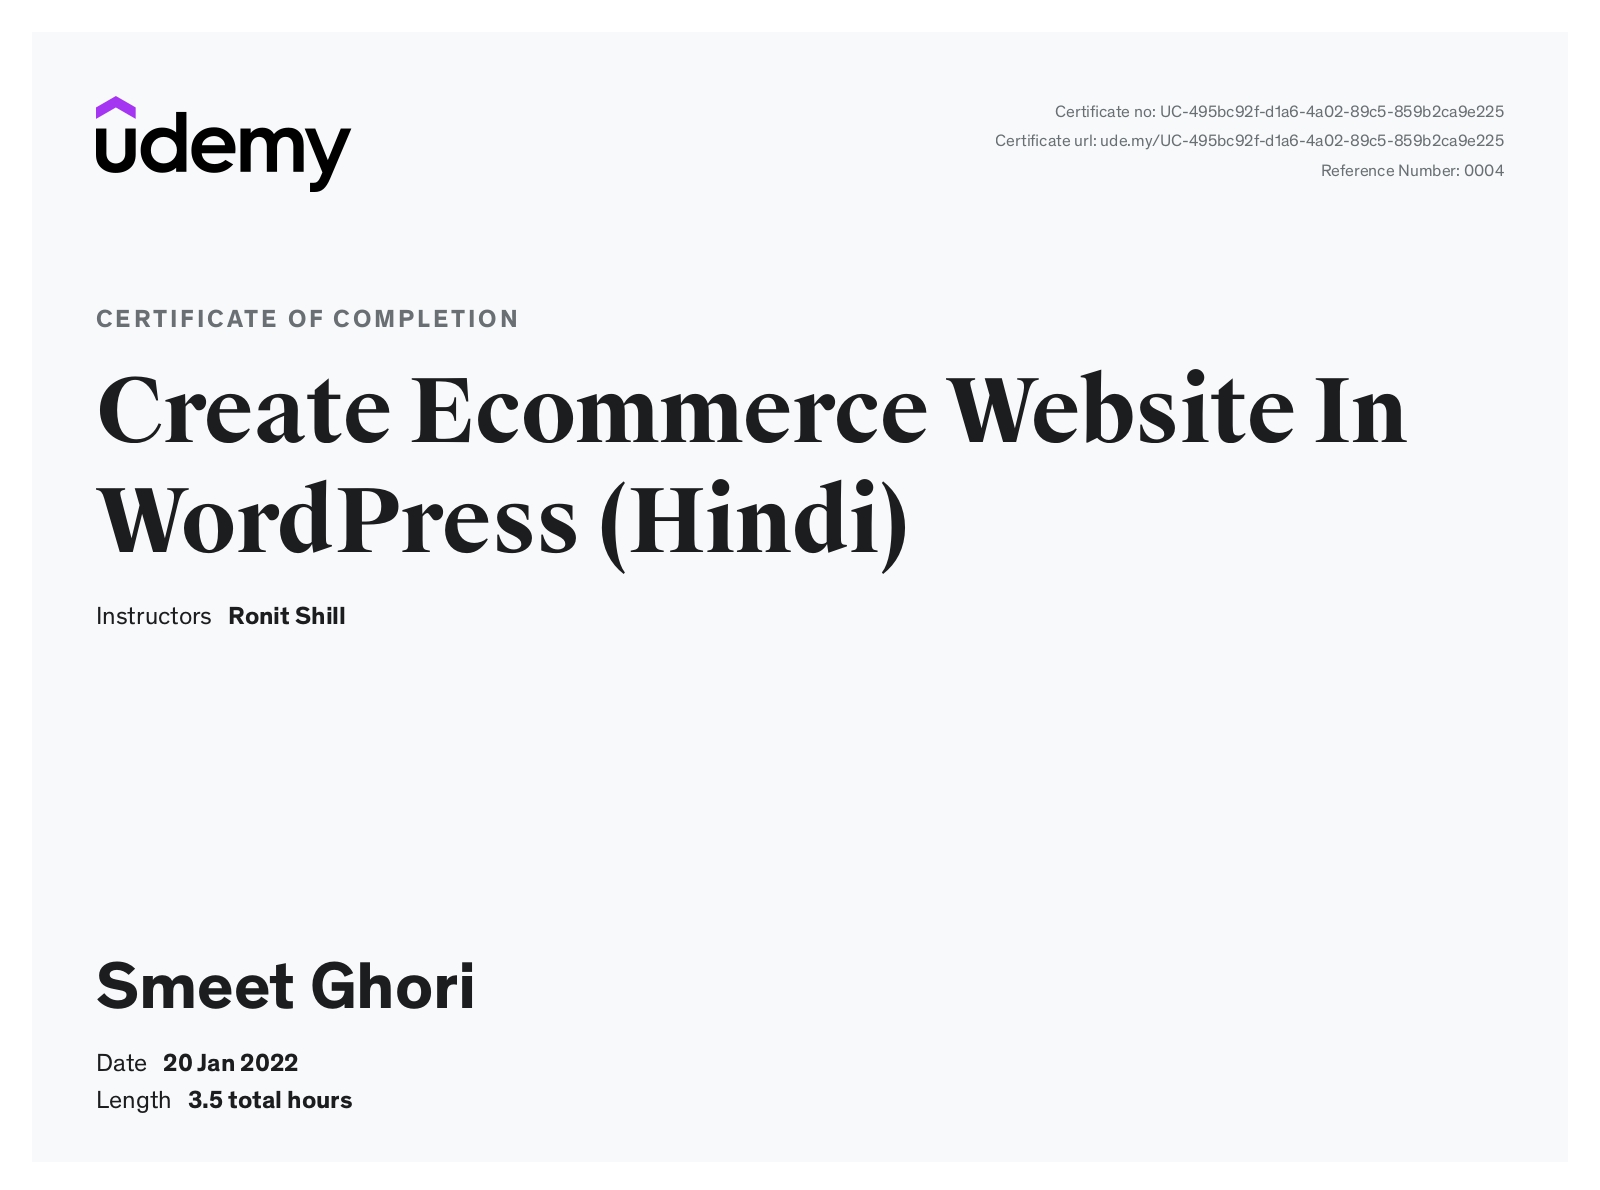 udemy
Certificate no: UC-495bc92f-d1a6-4a02-89c5-859b2ca9e225
Certificate url: ude.my/UC-495bc92f-d1a6-4a02-89c5-859b2ca9e225
Reference Number: 0004
CERTIFICATE OF COMPLETION
Create Ecommerce Website In
WordPress (Hindi)
Instructors Ronit Shill
Smeet Ghori
Date 20 Jan 2022
Length 3.5 total hours